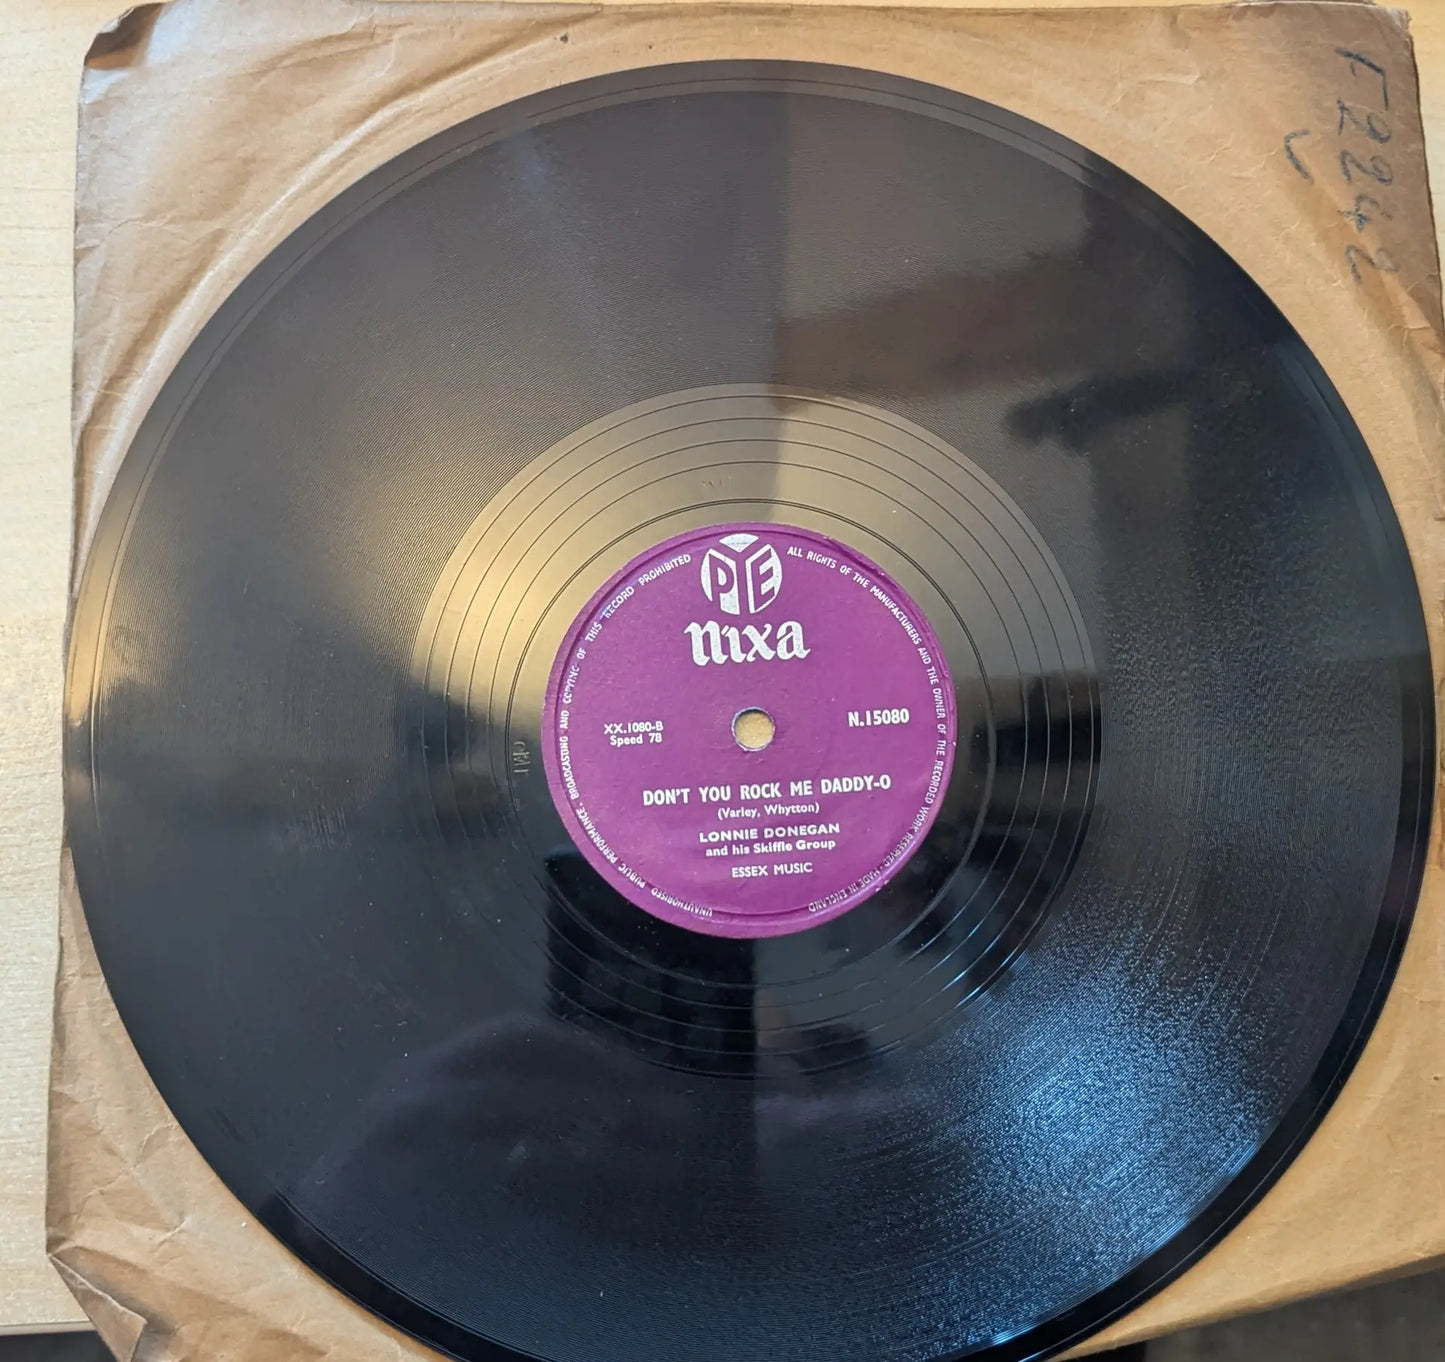 F2242
UNAUTHORISED PUBLIC PERFORMANCE, BROADCASTING AND COPYING OF THIS RECORD PROHIBITED
ALL RIGHTS OF THE MANUFACTURERS AND THE OWNER OF THE RECORDED WORK RESERVED · MADE IN ENGLAND
PYE
nixa
XX.1080-B
Speed 78
N.15080
DON'T YOU ROCK ME DADDY-O
(Varley, Whytton)
LONNIE DONEGAN
and his Skiffle Group
ESSEX MUSIC